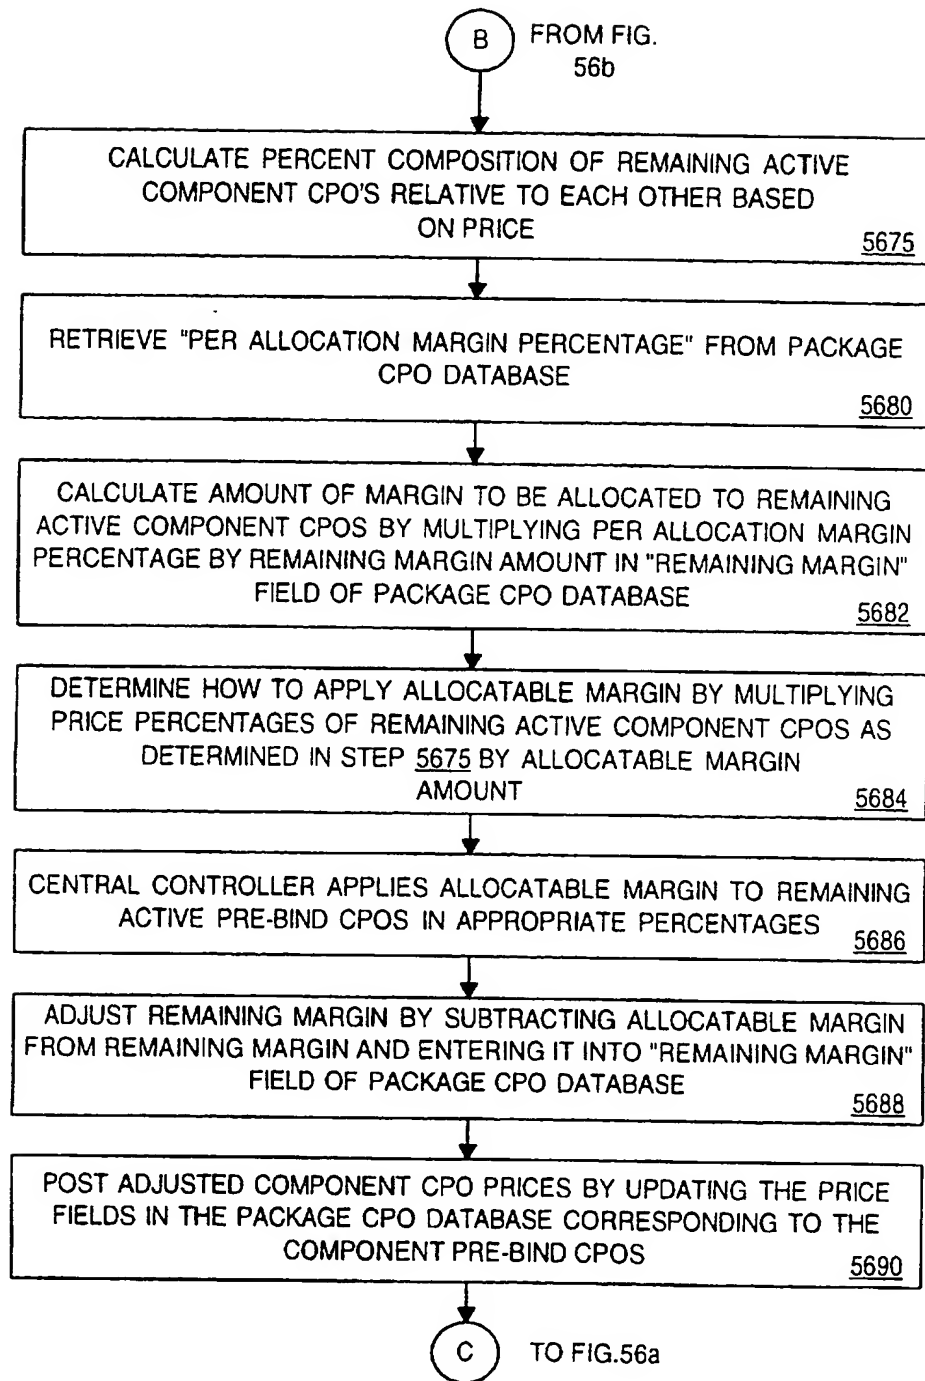 B
FROM FIG.
56b
CALCULATE PERCENT COMPOSITION OF REMAINING ACTIVE
COMPONENT CPO'S RELATIVE TO EACH OTHER BASED
ON PRICE
5675
RETRIEVE "PER ALLOCATION MARGIN PERCENTAGE" FROM PACKAGE
CPO DATABASE
5680
CALCULATE AMOUNT OF MARGIN TO BE ALLOCATED TO REMAINING
ACTIVE COMPONENT CPOS BY MULTIPLYING PER ALLOCATION MARGIN
PERCENTAGE BY REMAINING MARGIN AMOUNT IN "REMAINING MARGIN"
FIELD OF PACKAGE CPO DATABASE
5682
DETERMINE HOW TO APPLY ALLOCATABLE MARGIN BY MULTIPLYING
PRICE PERCENTAGES OF REMAINING ACTIVE COMPONENT CPOS AS
DETERMINED IN STEP 5675 BY ALLOCATABLE MARGIN
AMOUNT
5684
CENTRAL CONTROLLER APPLIES ALLOCATABLE MARGIN TO REMAINING
ACTIVE PRE-BIND CPOS IN APPROPRIATE PERCENTAGES
5686
ADJUST REMAINING MARGIN BY SUBTRACTING ALLOCATABLE MARGIN
FROM REMAINING MARGIN AND ENTERING IT INTO "REMAINING MARGIN"
FIELD OF PACKAGE CPO DATABASE
5688
POST ADJUSTED COMPONENT CPO PRICES BY UPDATING THE PRICE
FIELDS IN THE PACKAGE CPO DATABASE CORRESPONDING TO THE
COMPONENT PRE-BIND CPOS
5690
C
TO FIG.56a